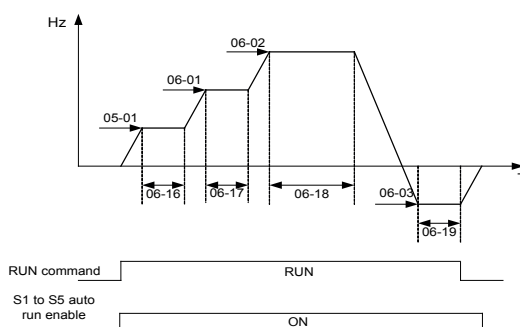 Hz
06-02
06-01
05-01
06-16
06-17
06-18
06-03
06-19
RUN command
RUN
S1 to S5 auto
run enable
ON